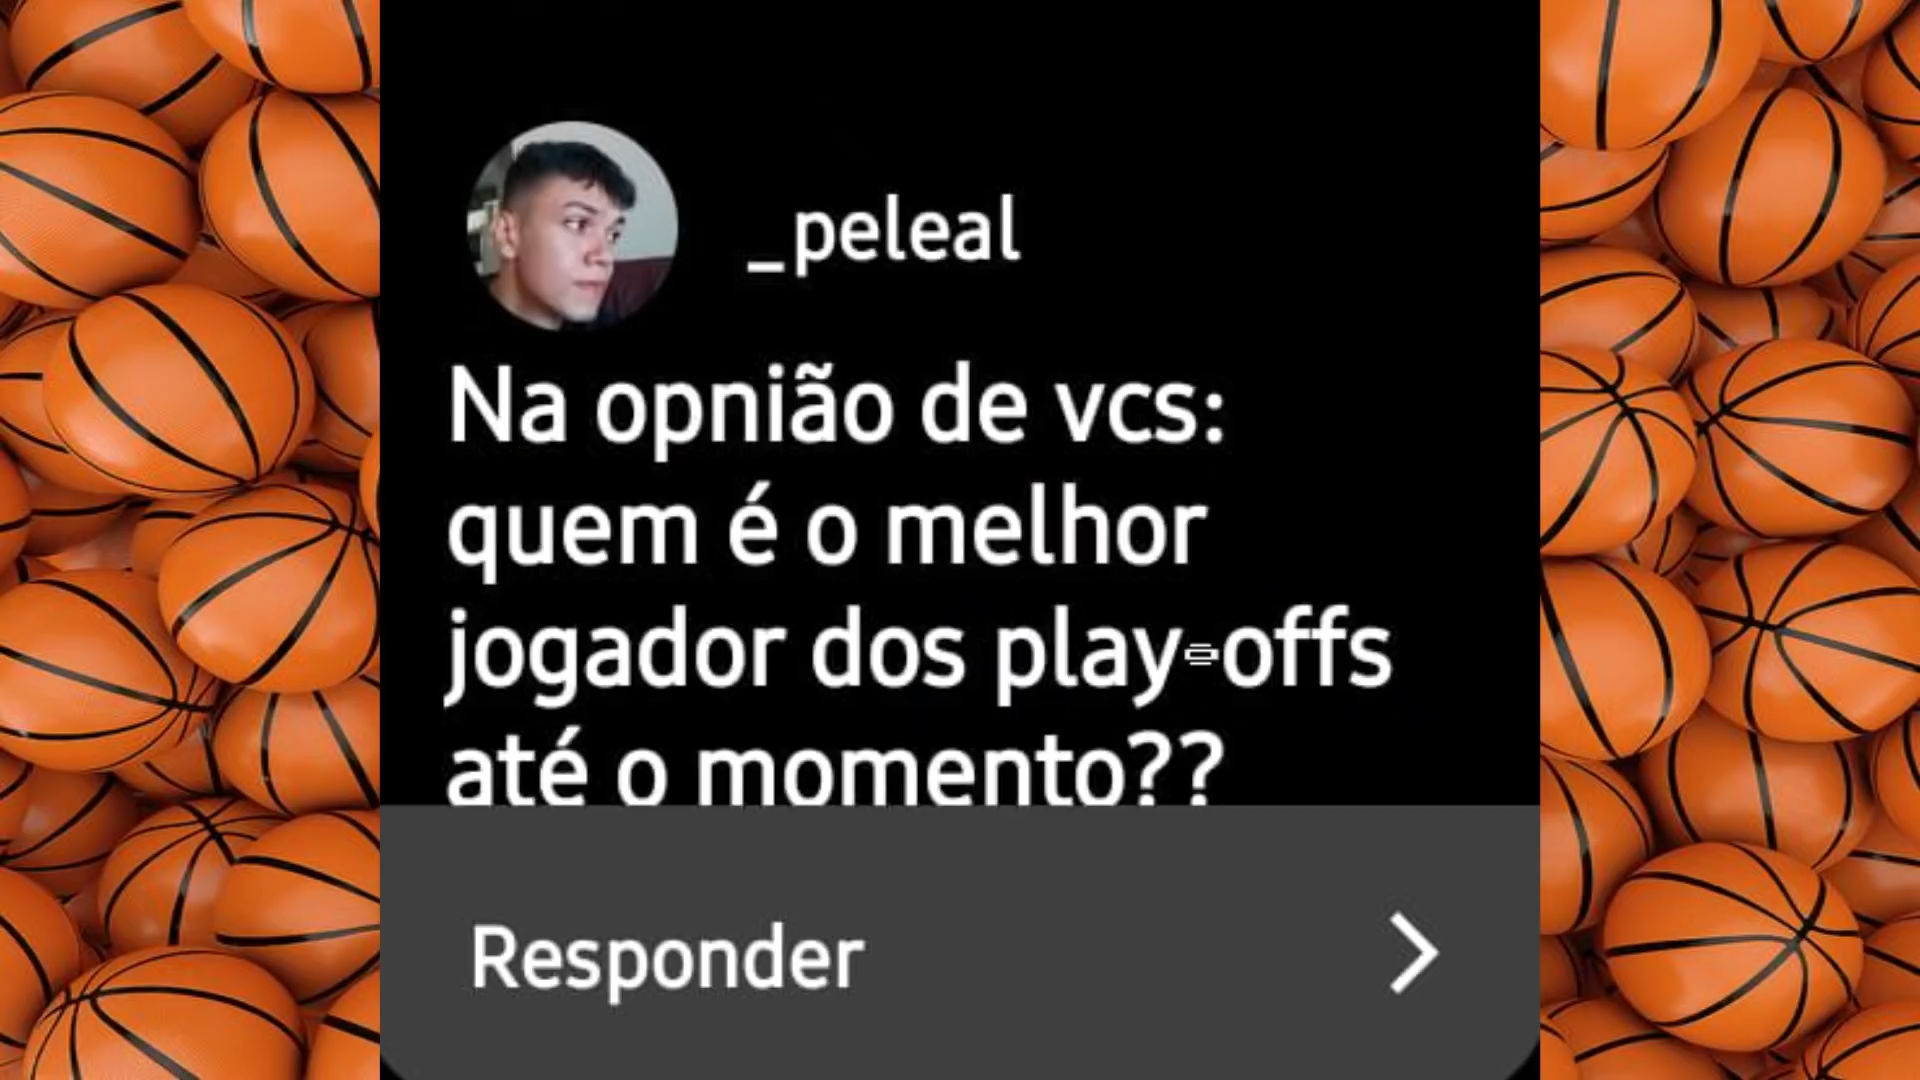 _peleal
Na opnião de vcs:
quem é o melhor
jogador dos play-offs
até o momento??
Responder